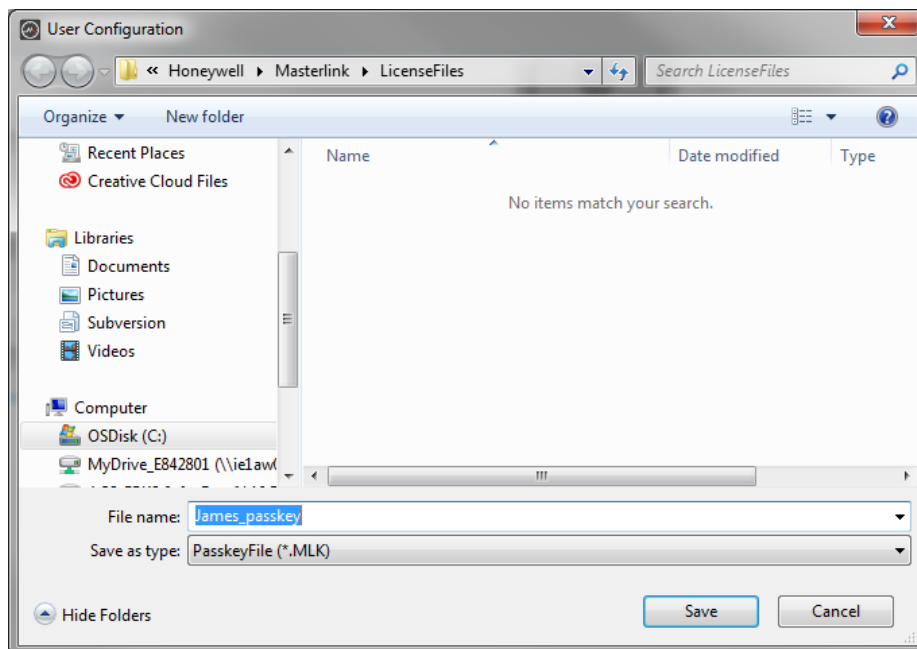 User Configuration
« Honeywell ▸ Masterlink ▸ LicenseFiles
Search LicenseFiles
Organize
New folder
Recent Places
Creative Cloud Files
Libraries
Documents
Pictures
Subversion
Videos
Computer
OSDisk (C:)
MyDrive_E842801
Name
Date modified
Type
No items match your search.
File name: James_passkey
Save as type: PasskeyFile (*.MLK)
Hide Folders
Save
Cancel